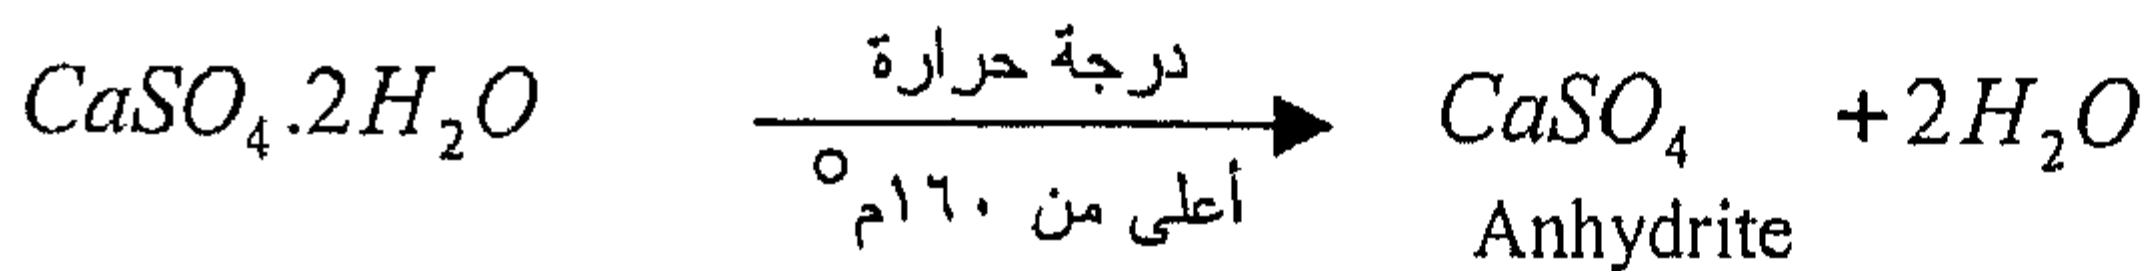 درجة حرارة
CaSO₄.2H₂O ⟶ CaSO₄ + 2H₂O
أعلى من ١٦٠م°
Anhydrite